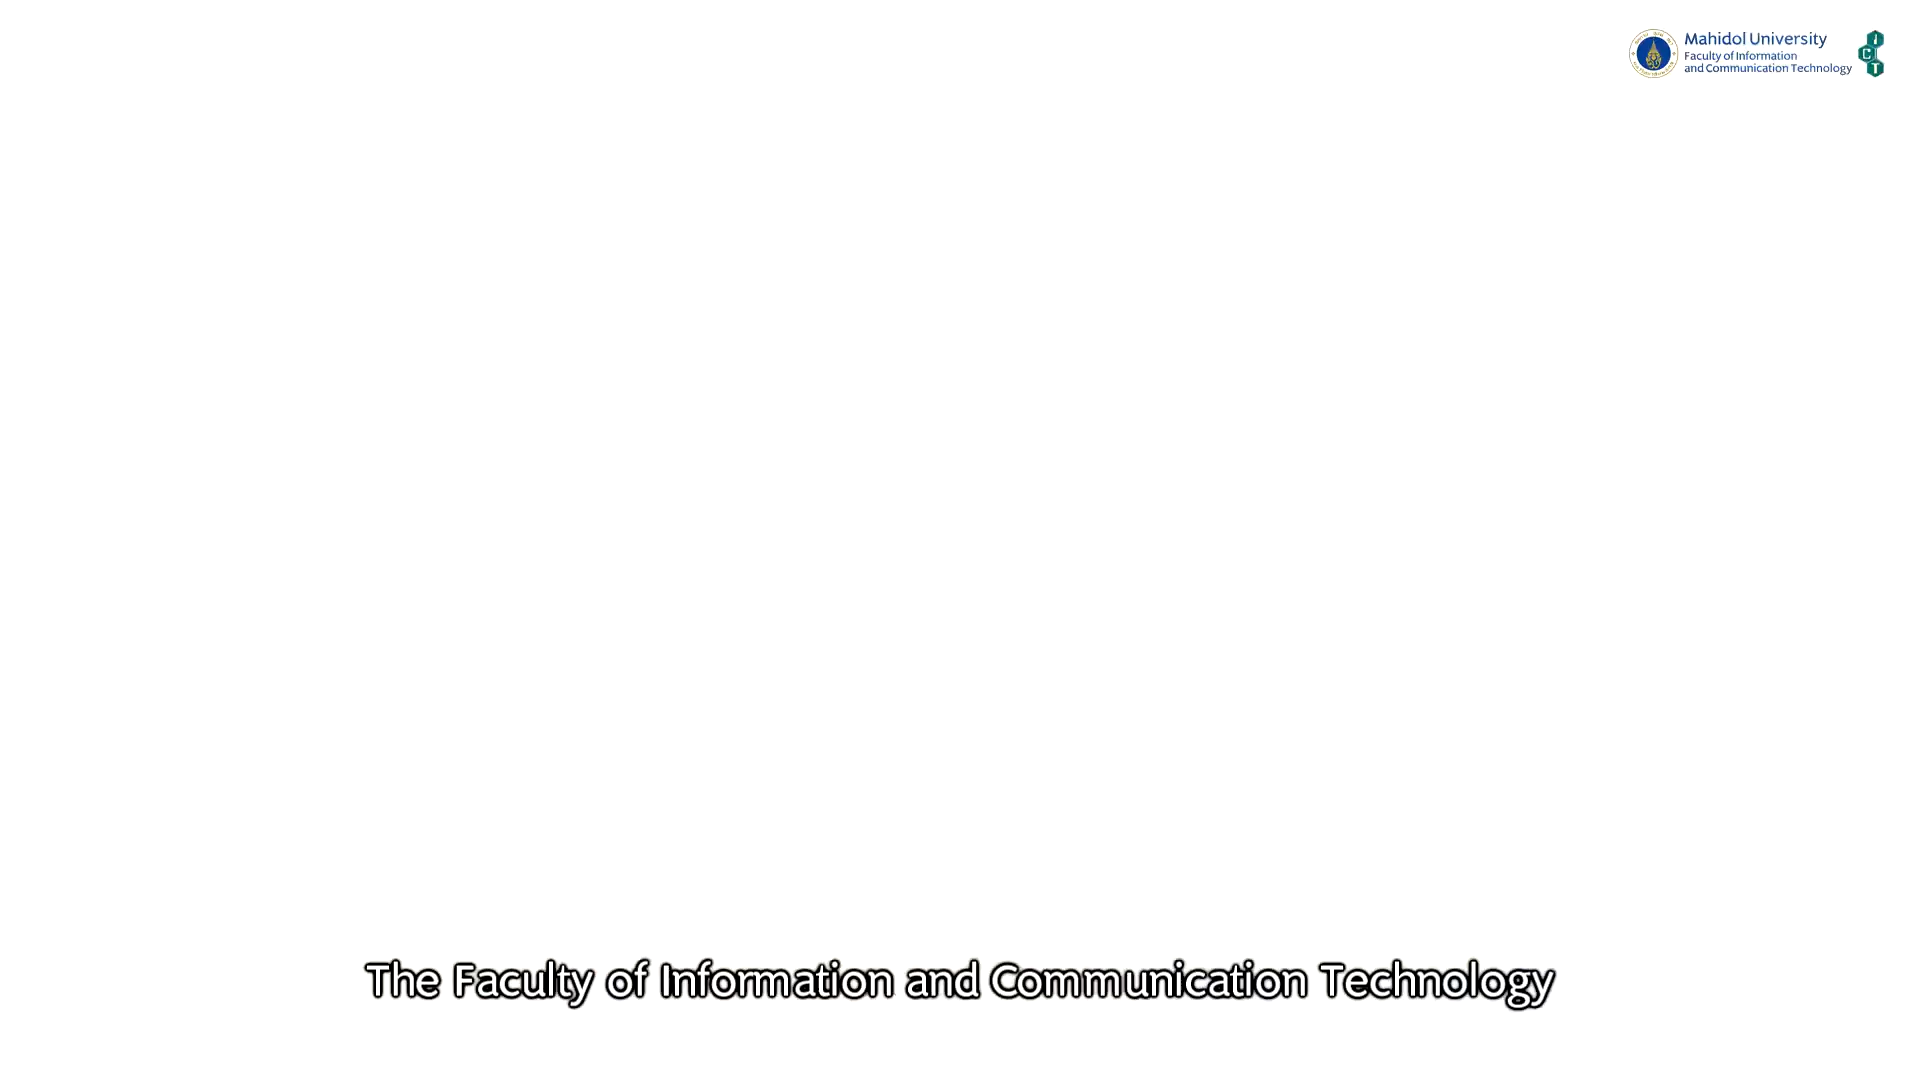 Mahidol University
Faculty of Information
and Communication Technology
I
C
T
The Faculty of Information and Communication Technology